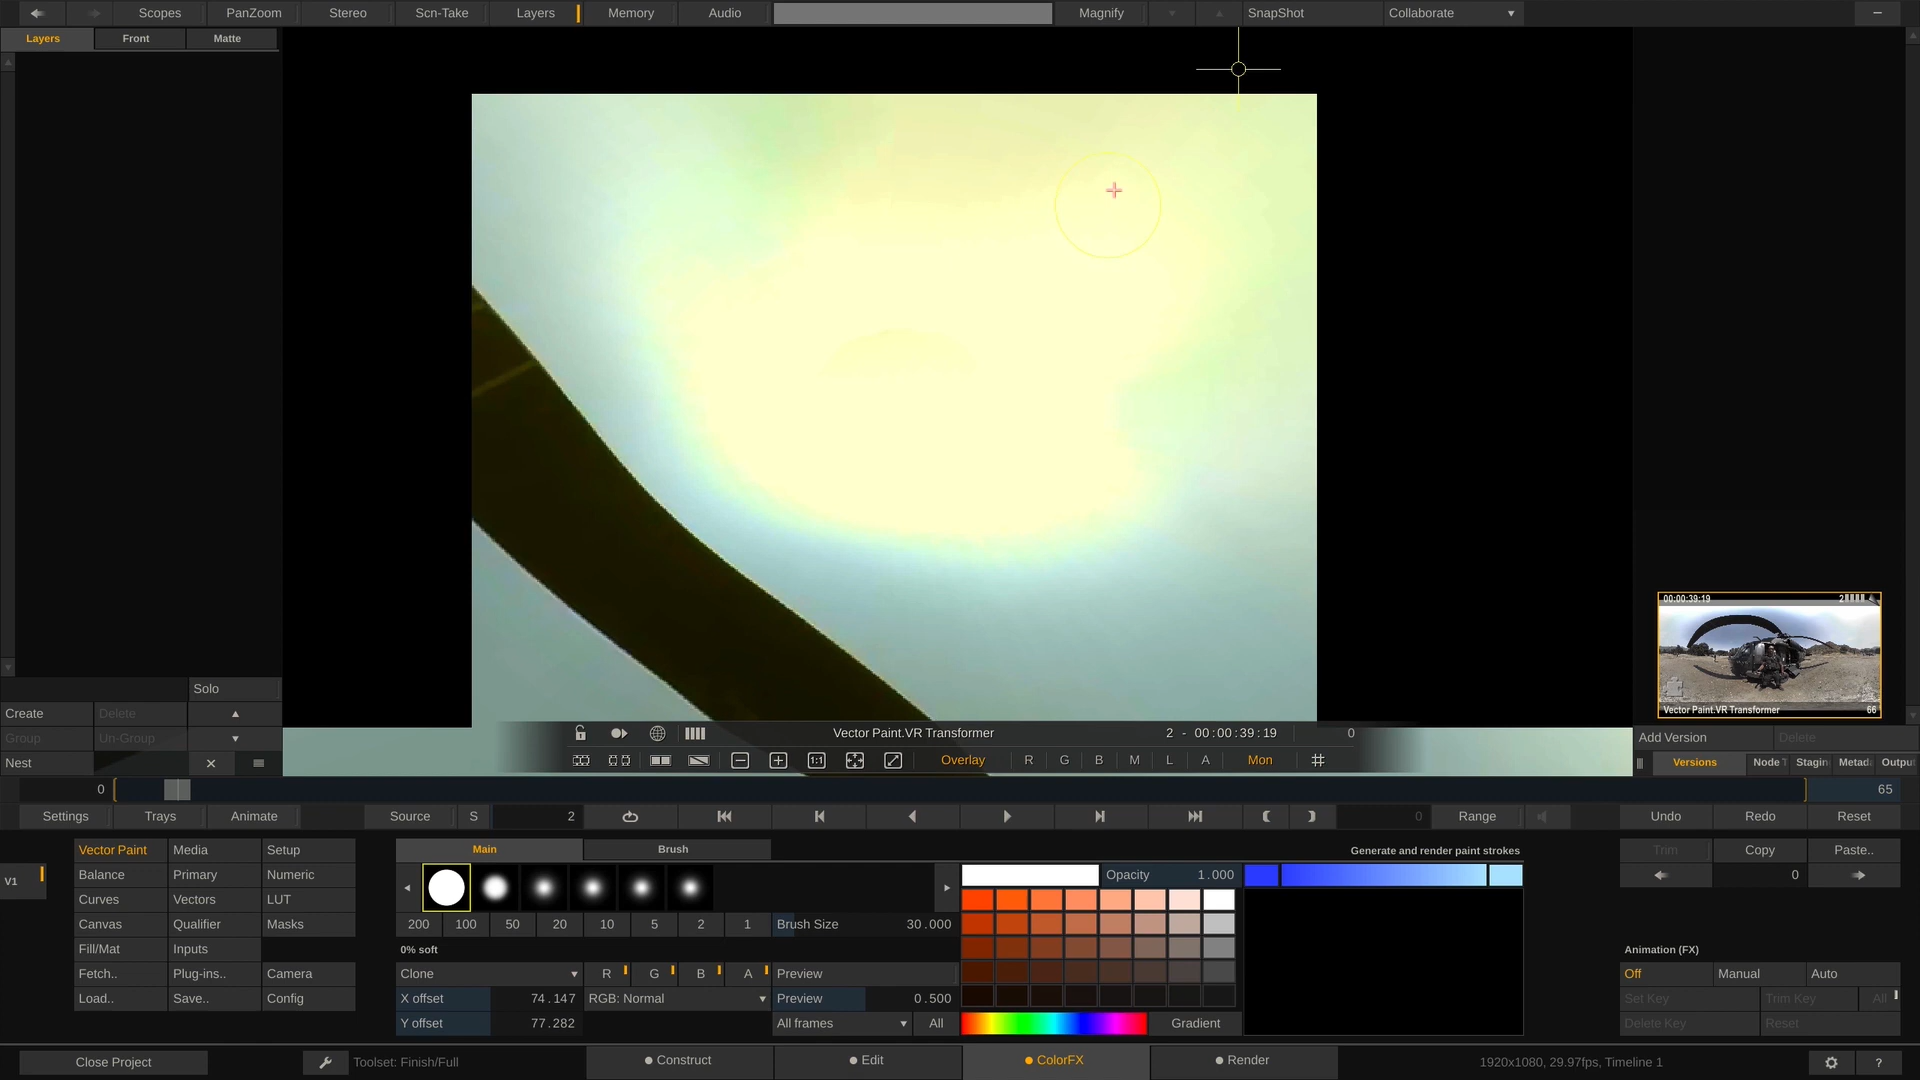 Scopes PanZoom Stereo Scn-Take Layers Memory Audio Magnify SnapShot Collaborate
Layers Front Matte
00:00:39:19 2
Vector Paint.VR Transformer 66
Solo
Create Delete
Group Un-Group
Nest
Vector Paint.VR Transformer 2 - 00:00:39:19 0
1:1 Overlay R G B M L A Mon
Add Version Delete
Versions Node T Stagin Metad Outpu
0 65
Settings Trays Animate Source S 2 0 Range Undo Redo Reset
V1
Vector Paint Media Setup
Balance Primary Numeric
Curves Vectors LUT
Canvas Qualifier Masks
Fill/Mat Inputs
Fetch.. Plug-ins.. Camera
Load.. Save.. Config
Main Brush Generate and render paint strokes
Opacity 1.000
200 100 50 20 10 5 2 1 Brush Size 30.000
0% soft
Clone R G B A Preview
X offset 74.147 RGB: Normal Preview 0.500
Y offset 77.282 All frames All Gradient
Trim Copy Paste..
0
Animation (FX)
Off Manual Auto
Set Key Trim Key All
Delete Key Reset
Close Project Toolset: Finish/Full Construct Edit ColorFX Render 1920x1080, 29.97fps, Timeline 1 ?